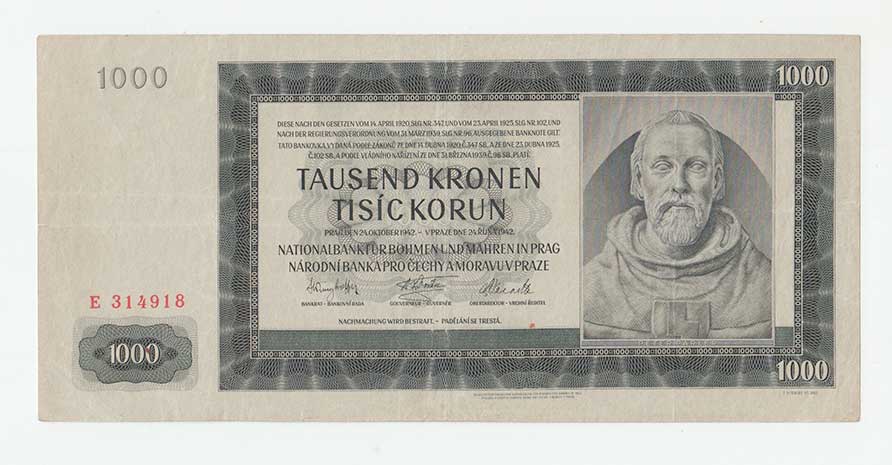 1000
1000
DIESE NACH DEN GESETZEN VOM 14. APRIL 1920, SLG. NR. 347, UND VOM 23. APRIL 1925, SLG. NR. 102, UND
NACH DER REGIERUNGSVERORDNUNG VOM 31. MÄRZ 1939, SLG. NR. 96, AUSGEGEBENE BANKNOTE GILT.
TATO BANKOVKA, VYDANÁ PODLE ZÁKONŮ ZE DNE 14. DUBNA 1920, Č. 347 SB., A ZE DNE 23. DUBNA 1925,
Č. 102 SB., A PODLE VLÁDNÍHO NAŘÍZENÍ ZE DNE 31. BŘEZNA 1939, Č. 96 SB., PLATÍ.
TAUSEND KRONEN
TISÍC KORUN
PRAG, DEN 24. OKTOBER 1942. – V PRAZE DNE 24. ŘÍJNA 1942.
NATIONALBANK FÜR BÖHMEN UND MÄHREN IN PRAG
NÁRODNÍ BANKA PRO ČECHY A MORAVU V PRAZE
BANKRAT – BANKOVNÍ RADA
GOUVERNEUR – GUVERNÉR
OBERDIREKTOR – VRCHNÍ ŘEDITEL
NACHMACHUNG WIRD BESTRAFT. – PADĚLÁNÍ SE TRESTÁ.
E 314918
1000
PETER PARLER
1000